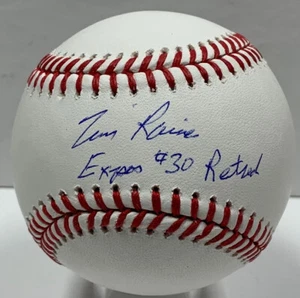 Tim Raines
Expos #30 Retired